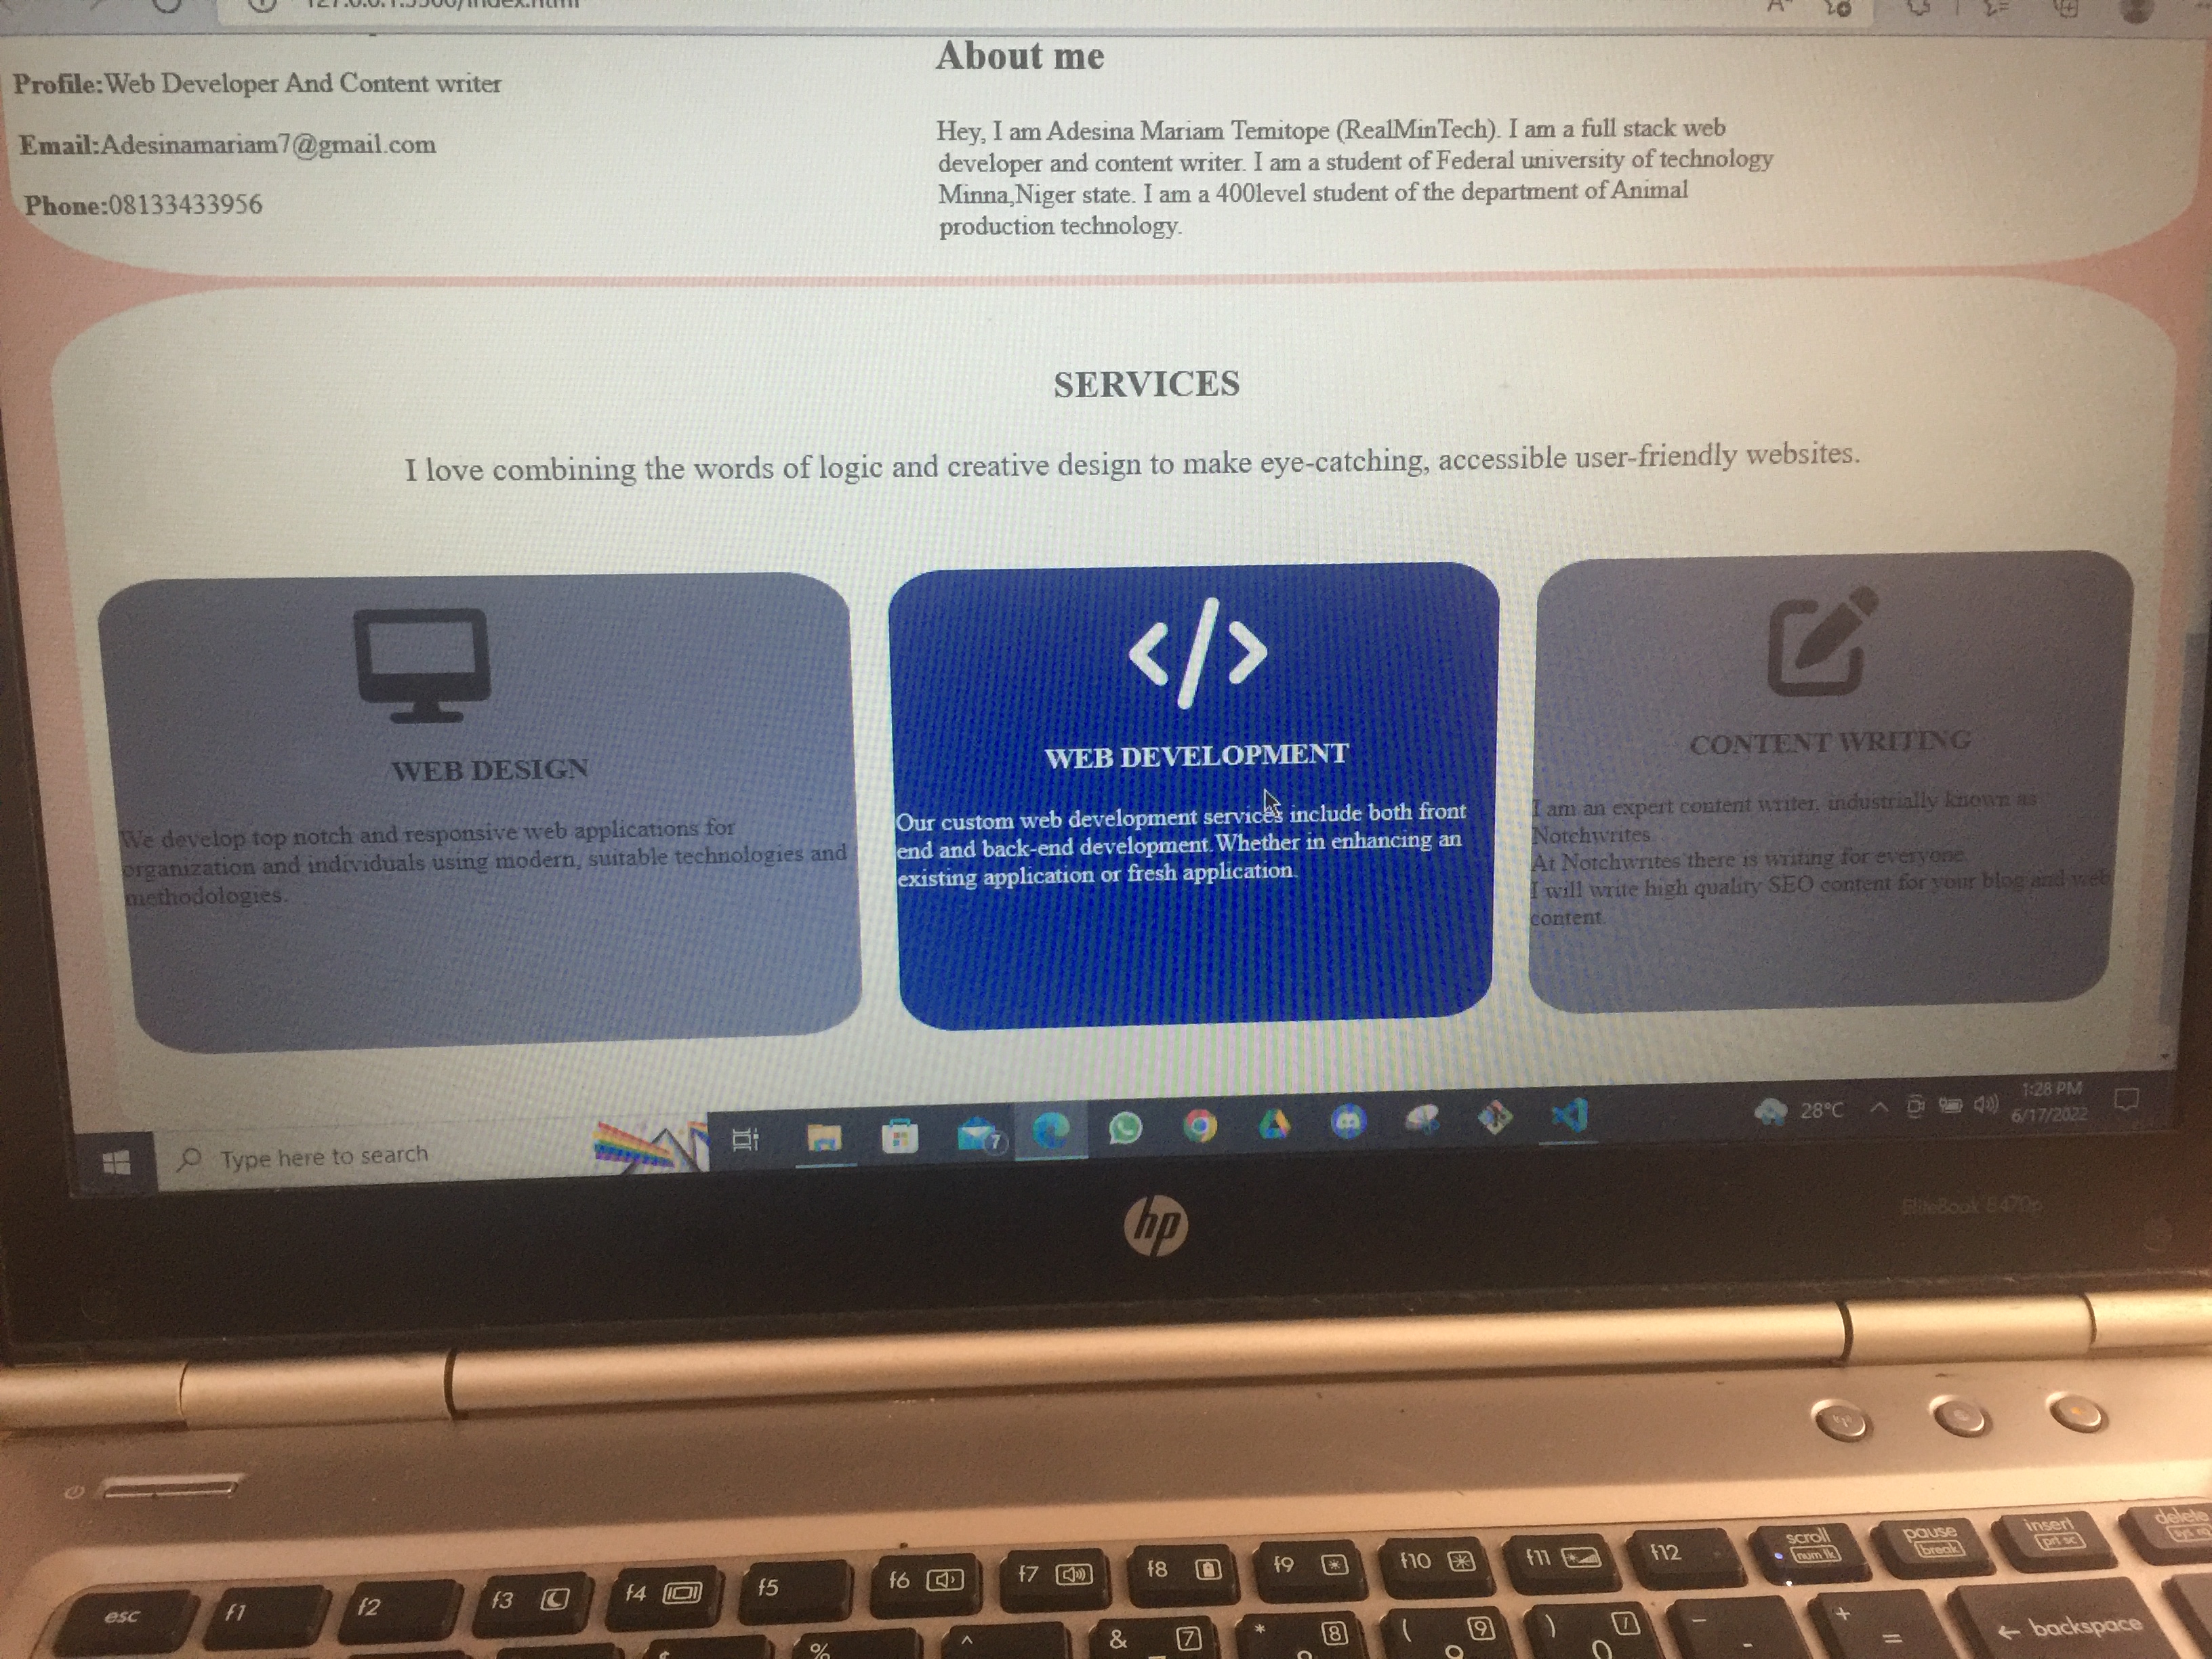 Profile:Web Developer And Content writer
Email:Adesinamariam7@gmail.com
Phone:08133433956
About me
Hey, I am Adesina Mariam Temitope (RealMinTech). I am a full stack web
developer and content writer. I am a student of Federal university of technology
Minna,Niger state. I am a 400level student of the department of Animal
production technology.
SERVICES
I love combining the words of logic and creative design to make eye-catching, accessible user-friendly websites.
WEB DESIGN
We develop top notch and responsive web applications for
organization and individuals using modern, suitable technologies and
methodologies.
WEB DEVELOPMENT
Our custom web development services include both front
end and back-end development.Whether in enhancing an
existing application or fresh application
CONTENT WRITING
I am an expert content writer, industrially known as
Notchwrites.
At Notchwrites there is writing for everyone.
I will write high quality SEO content for your blog and web
content.
Type here to search
7
28°C
1:28 PM
6/17/2022
hp
EliteBook 8470p
esc f1 f2 f3 f4 f5 f6 f7 f8 f9 f10 f11 f12 scroll num lk pause break insert prt sc delete
% ^ & 7 * 8 ( 9 ) / - - + = ← backspace